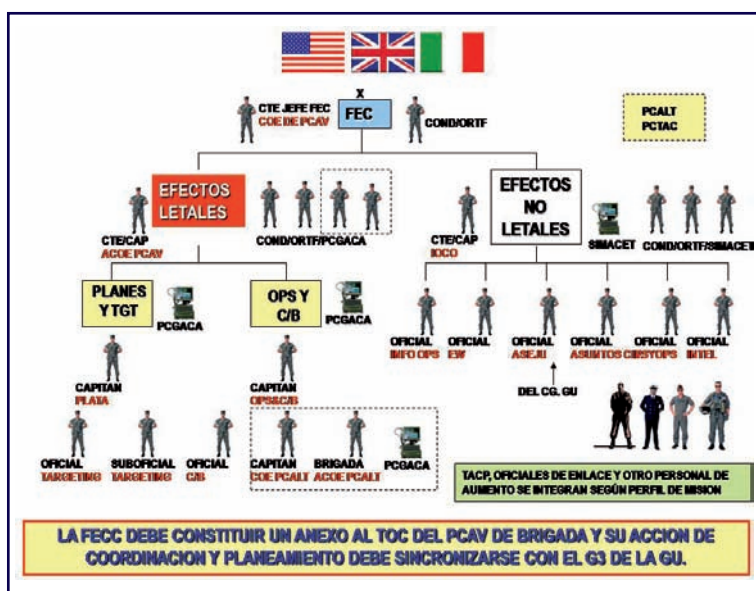 X
CTE JEFE FEC
COE DE PCAV
FEC
COND/ORTF
PCALT
PCTAC
EFECTOS
LETALES
CTE/CAP
ACOE PCAV
COND/ORTF/PCGACA
EFECTOS
NO
LETALES
CTE/CAP
IOCO
SIMACET
COND/ORTF/SIMACET
PLANES
Y TGT
PCGACA
OPS Y
C/B
PCGACA
CAPITAN
PLATA
CAPITAN
OPS&C/B
OFICIAL
INFO OPS
OFICIAL
EW
OFICIAL
ASEJU
OFICIAL
ASUNTOS
OFICIAL
OFICIAL
INTEL
DEL CG. GU
OFICIAL
TARGETING
SUBOFICIAL
TARGETING
OFICIAL
C/B
CAPITAN
COE PCALT
BRIGADA
ACOE PCALT
PCGACA
TACP, OFICIALES DE ENLACE Y OTRO PERSONAL DE
AUMENTO SE INTEGRAN SEGÚN PERFIL DE MISION
LA FECC DEBE CONSTITUIR UN ANEXO AL TOC DEL PCAV DE BRIGADA Y SU ACCION DE
COORDINACION Y PLANEAMIENTO DEBE SINCRONIZARSE CON EL G3 DE LA GU.